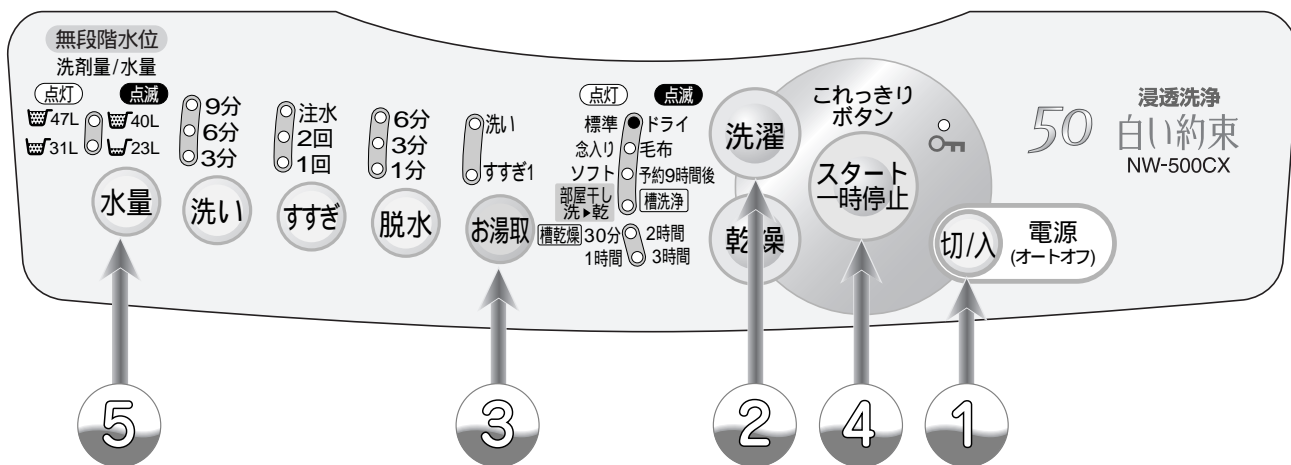 無段階水位
洗剤量/水量
点灯 点滅
47L 40L
31L 23L
水量
9分
6分
3分
洗い
注水
2回
1回
すすぎ
6分
3分
1分
脱水
洗い
すすぎ1
お湯取
点灯 点滅
標準 ドライ
念入り 毛布
ソフト 予約9時間後
部屋干し
洗▶乾 槽洗浄
槽乾燥 30分 2時間
1時間 3時間
洗濯
乾燥
これっきり
ボタン
スタート
一時停止
切/入
電源
(オートオフ)
50
浸透洗浄
白い約束
NW-500CX
5
3
2
4
1